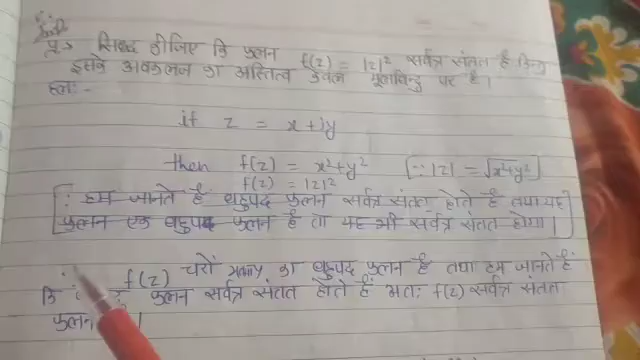 प्र० सिद्ध कीजिए कि फलन f(z) = |z|² सर्वत्र संतत है किन्तु
इसके अवकलज का अस्तित्व केवल मूलबिन्दु पर है।
हल:-
if z = x+iy
then f(z) = x²+y² [∵ |z| = √x²+y²]
f(z) = |z|²
∵ हम जानते हैं बहुपद फलन सर्वत्र संतत होते हैं तथा यह
फलन एक बहुपद फलन है तो यह भी सर्वत्र संतत होगा।
∵ f(z) चरों का बहुपद फलन है तथा हम जानते हैं
कि फलन सर्वत्र संतत होते हैं अतः f(z) सर्वत्र संतत
फलन